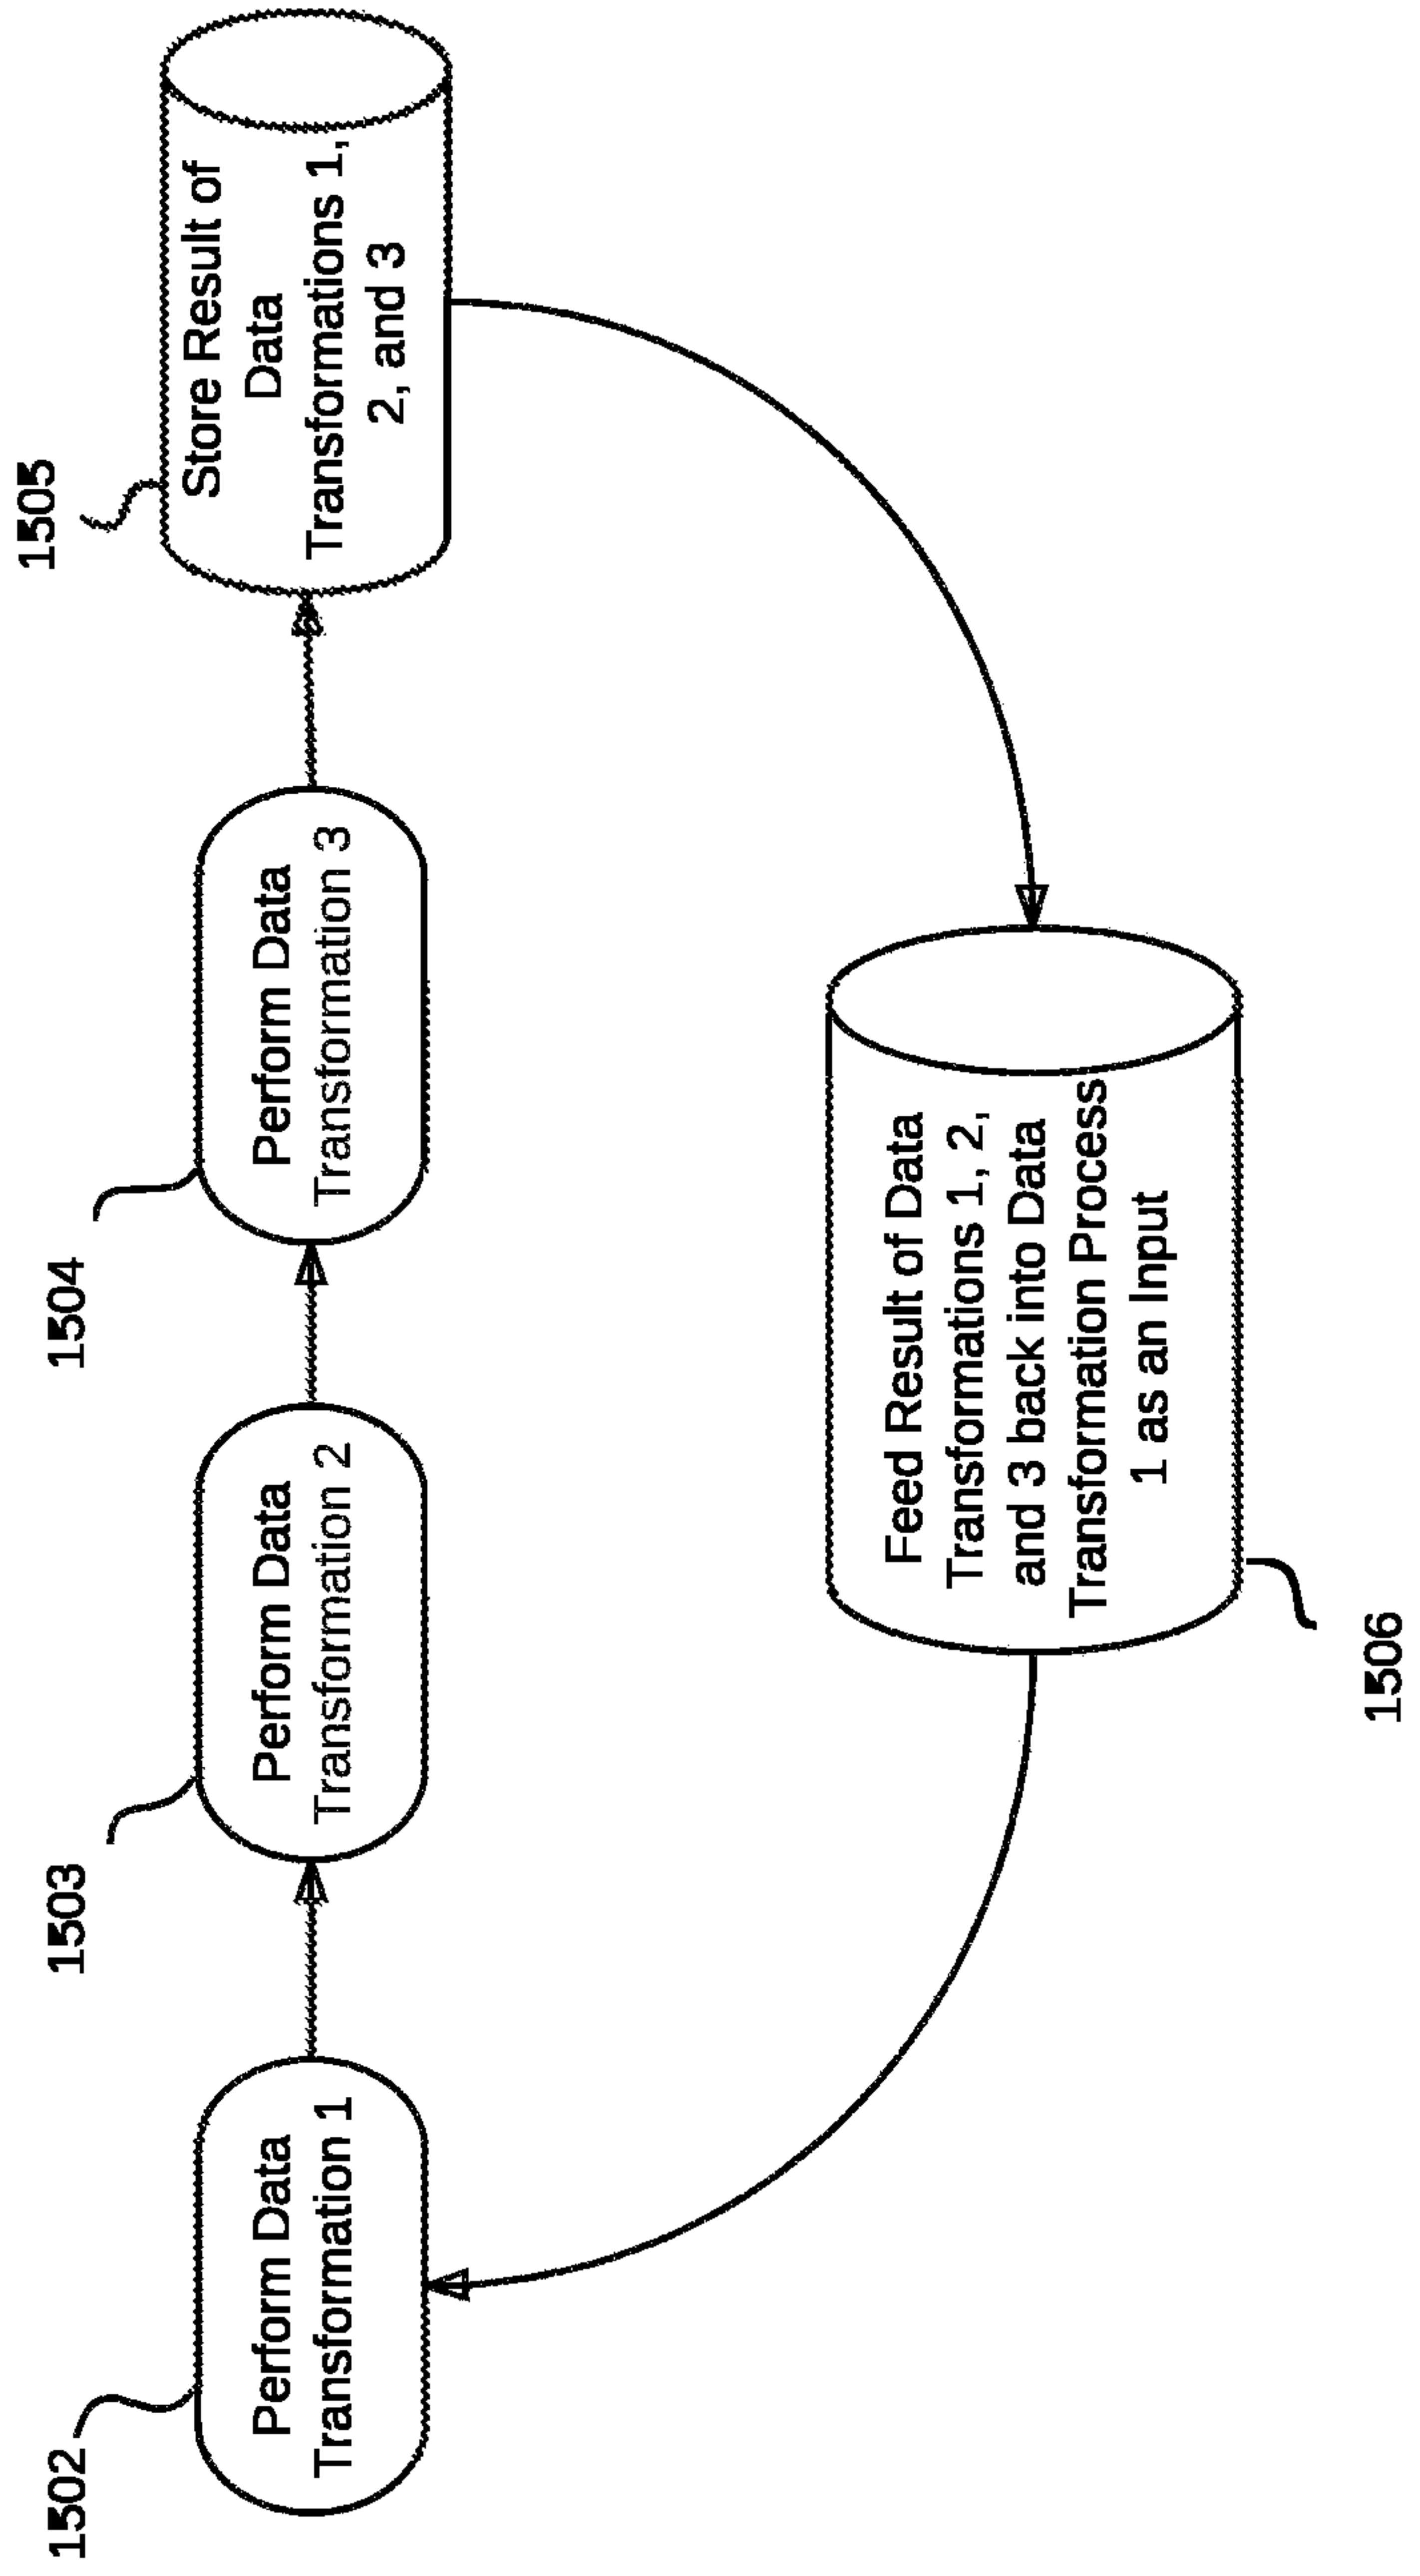 1502
Perform Data
Transformation 1
1503
Perform Data
Transformation 2
1504
Perform Data
Transformation 3
1505
Store Result of
Data
Transformations 1,
2, and 3
Feed Result of Data
Transformations 1, 2,
and 3 back into Data
Transformation Process
1 as an Input
1506